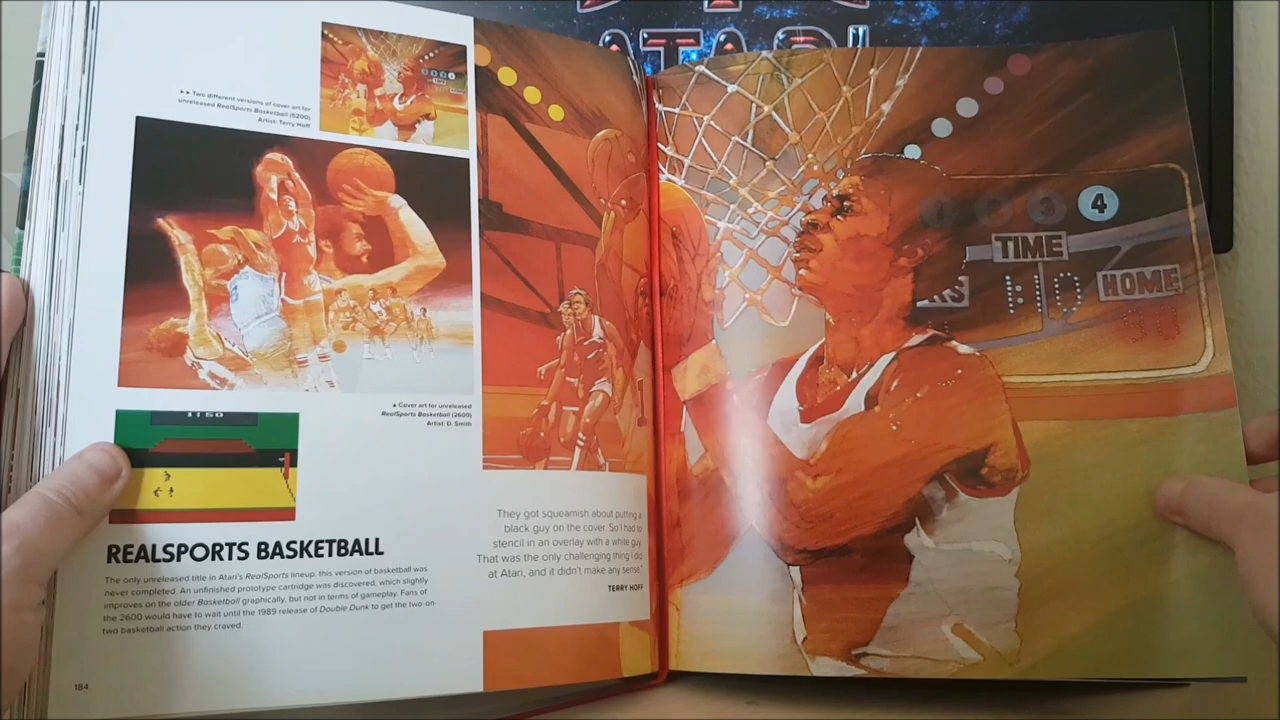 ATARI
▸ ▸ Two different versions of cover art for
unreleased RealSports Basketball (5200)
Artist: Terry Hoff
▴ Cover art for unreleased
RealSports Basketball (2600)
Artist: D. Smith
1150
REALSPORTS BASKETBALL
The only unreleased title in Atari's RealSports lineup, this version of basketball was
never completed. An unfinished prototype cartridge was discovered, which slightly
improves on the older Basketball graphically, but not in terms of gameplay. Fans of
the 2600 would have to wait until the 1989 release of Double Dunk to get the two-on-
two basketball action they craved.
184
They got squeamish about putting a
black guy on the cover. So I had to
stencil in an overlay with a white guy.
That was the only challenging thing I did
at Atari, and it didn't make any sense."
TERRY HOFF
4
TIME
HOME